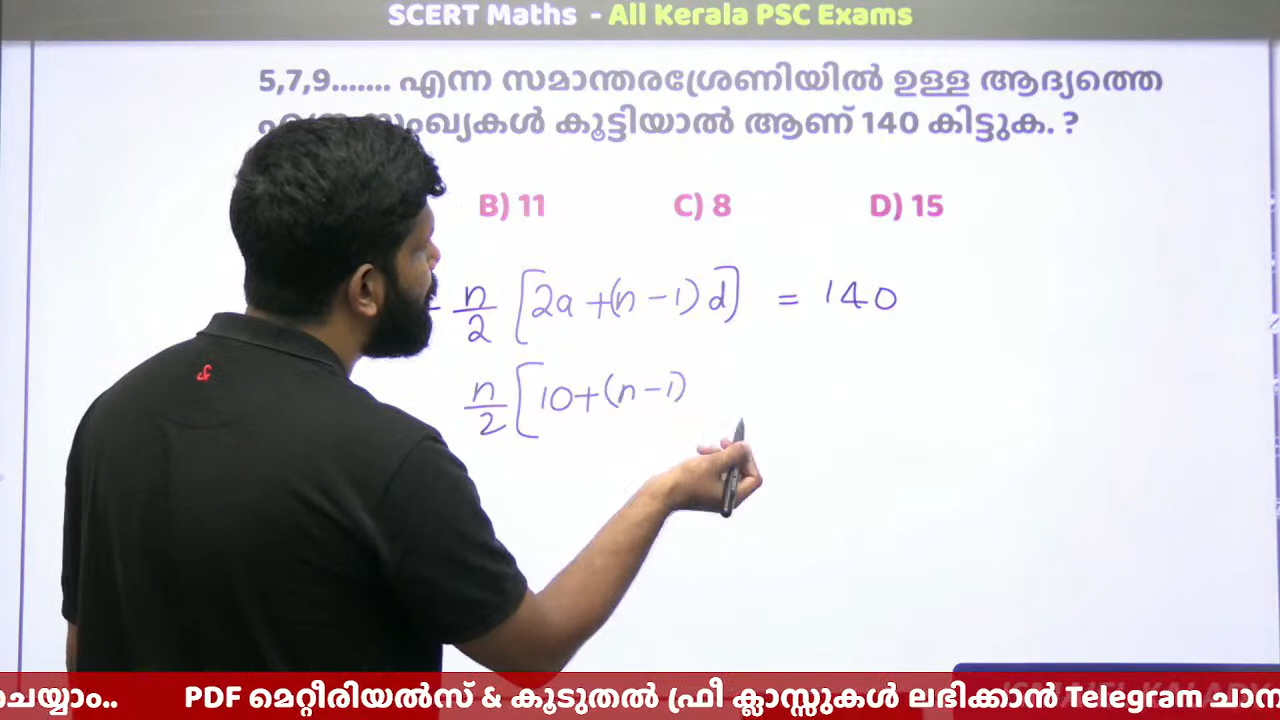 SCERT Maths - All Kerala PSC Exams
5,7,9....... എന്ന സമാന്തരശ്രേണിയിൽ ഉള്ള ആദ്യത്തെ
സംഖ്യകൾ കൂട്ടിയാൽ ആണ് 140 കിട്ടുക. ?
B) 11 C) 8 D) 15
n/2 [2a +(n-1)d] = 140
n/2 [10+(n-1)
ചെയ്യാം.. PDF മെറ്റീരിയൽസ് & കൂടുതൽ ഫ്രീ ക്ലാസ്സുകൾ ലഭിക്കാൻ Telegram